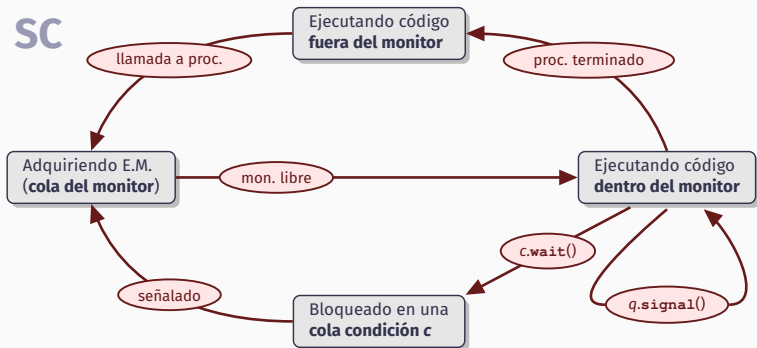 SC
Ejecutando código
fuera del monitor
llamada a proc.
proc. terminado
Adquiriendo E.M.
(cola del monitor)
mon. libre
Ejecutando código
dentro del monitor
c.wait()
señalado
Bloqueado en una
cola condición c
q.signal()